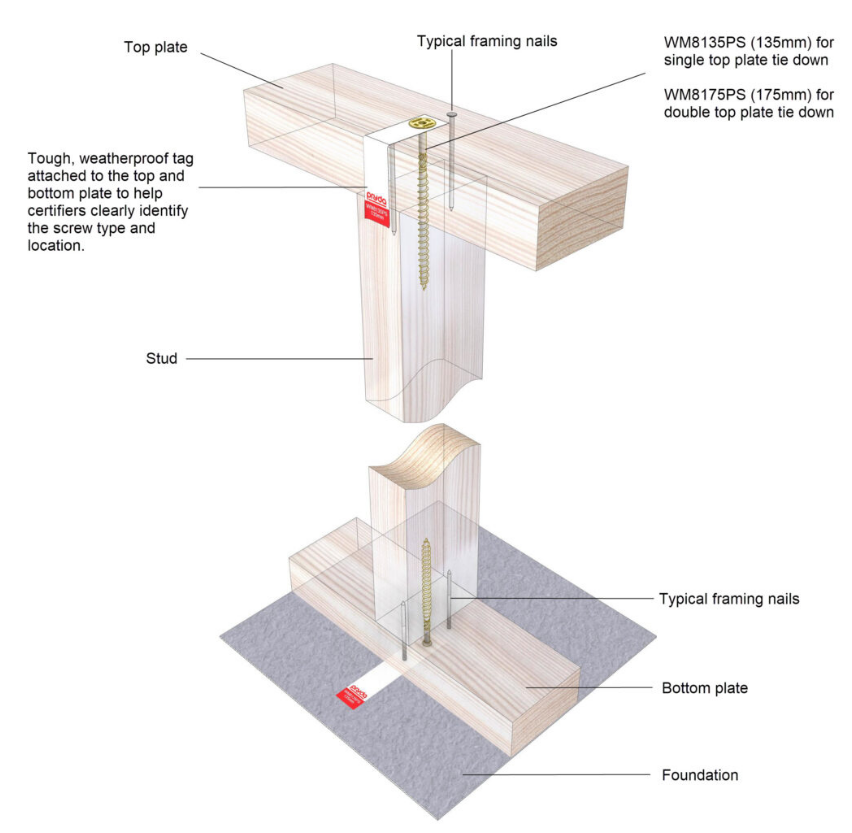 Top plate
Typical framing nails
WM8135PS (135mm) for
single top plate tie down
WM8175PS (175mm) for
double top plate tie down
Tough, weatherproof tag
attached to the top and
bottom plate to help
certifiers clearly identify
the screw type and
location.
pryda
Stud
Typical framing nails
pryda
Bottom plate
Foundation